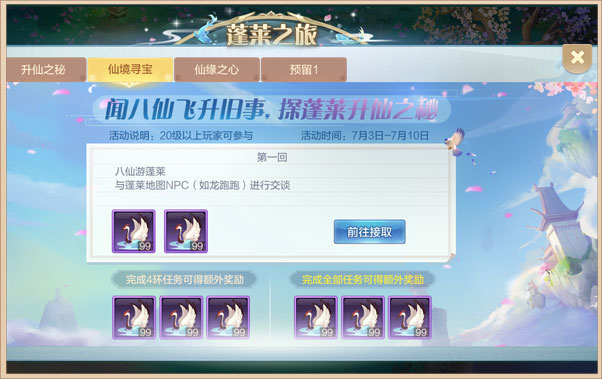 蓬莱之旅
升仙之秘
仙境寻宝
仙缘之心
预留1
闻八仙飞升旧事,探蓬莱升仙之秘
活动说明：20级以上玩家可参与
活动时间：7月3日~7月10日
第一回
八仙游蓬莱
与蓬莱地图NPC（如龙跑跑）进行交谈
99
99
前往接取
完成4环任务可得额外奖励
完成全部任务可得额外奖励
99
99
99
99
99
99